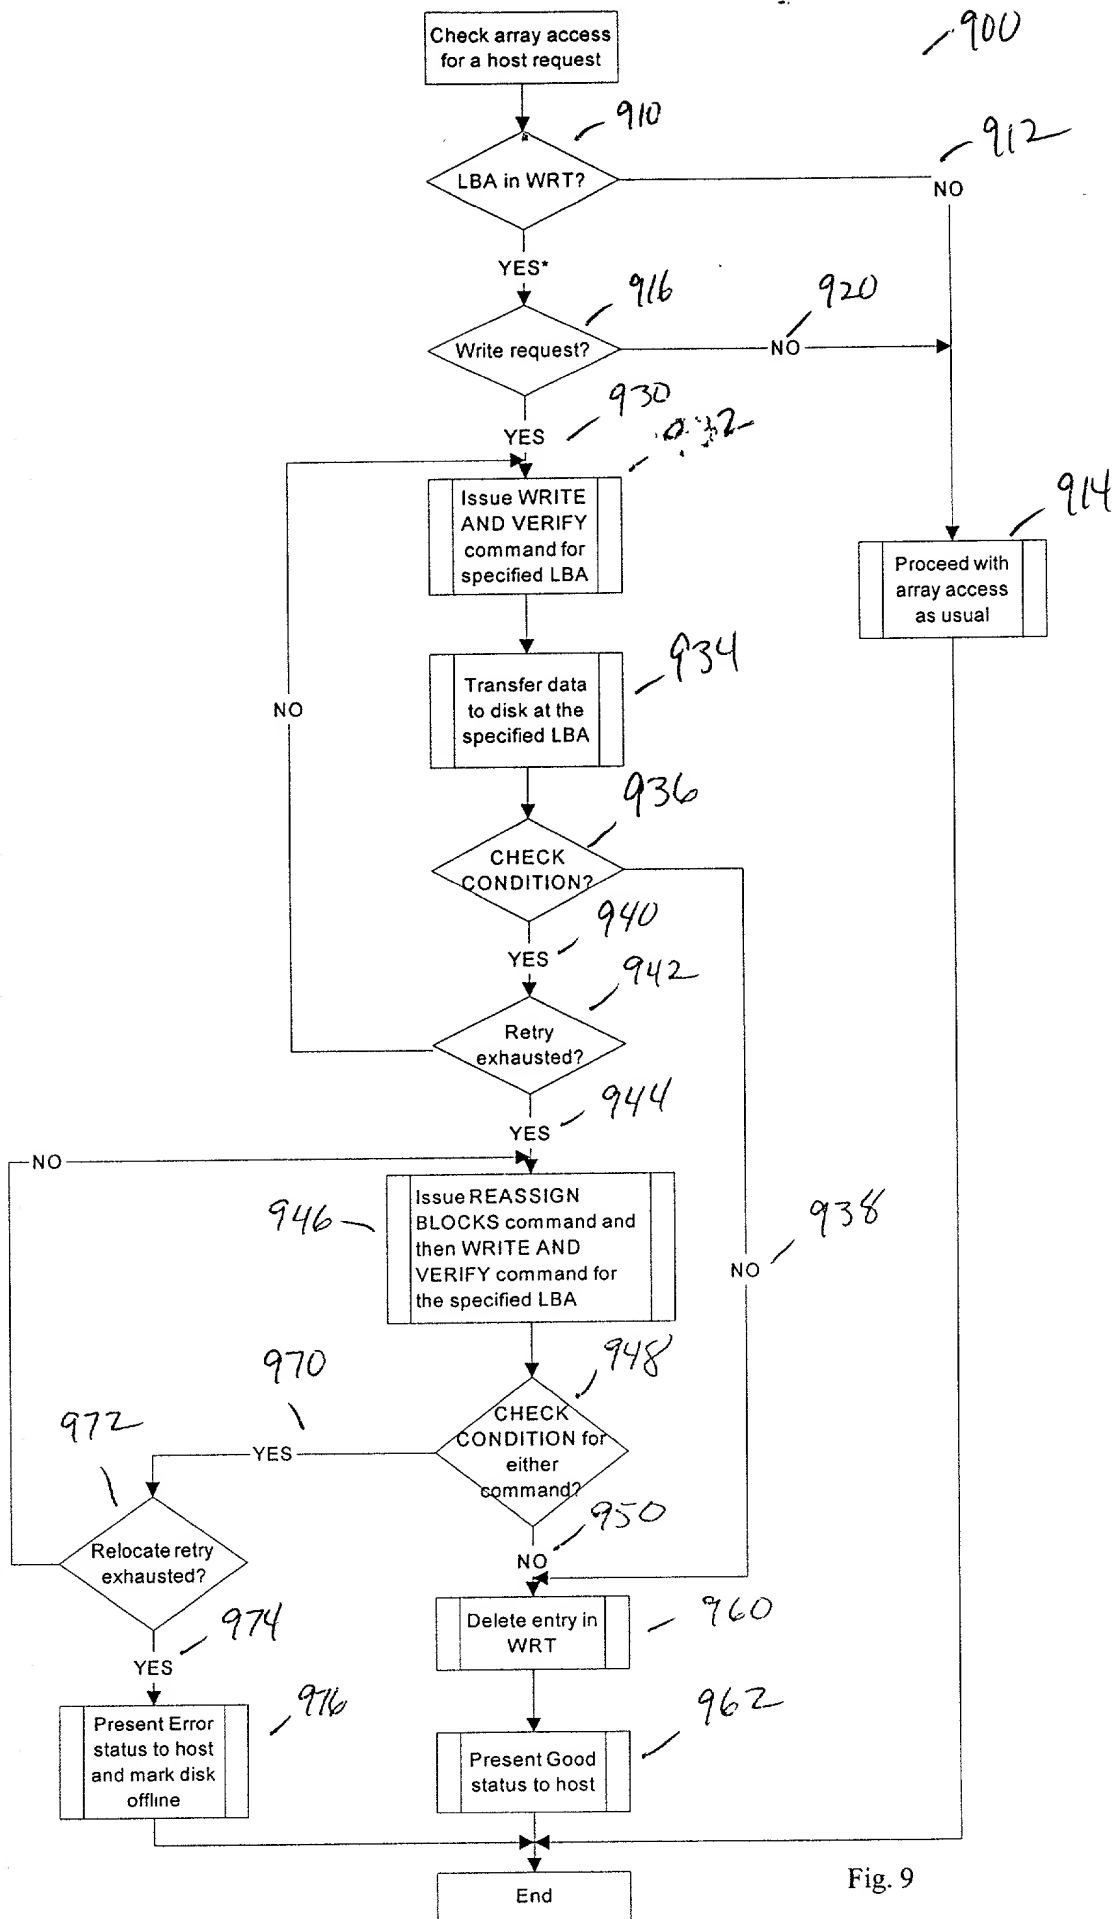 Check array access
for a host request
900
910
912
LBA in WRT?
NO
YES*
916
920
Write request?
NO
930
YES
932
Issue WRITE
AND VERIFY
command for
specified LBA
914
Proceed with
array access
as usual
934
Transfer data
to disk at the
specified LBA
NO
936
CHECK
CONDITION?
940
YES
942
Retry
exhausted?
944
YES
NO
946
Issue REASSIGN
BLOCKS command and
then WRITE AND
VERIFY command for
the specified LBA
938
NO
948
970
972
CHECK
CONDITION for
either
command?
YES
950
NO
Relocate retry
exhausted?
974
YES
Delete entry in
WRT
960
976
Present Error
status to host
and mark disk
offline
962
Present Good
status to host
End
Fig. 9